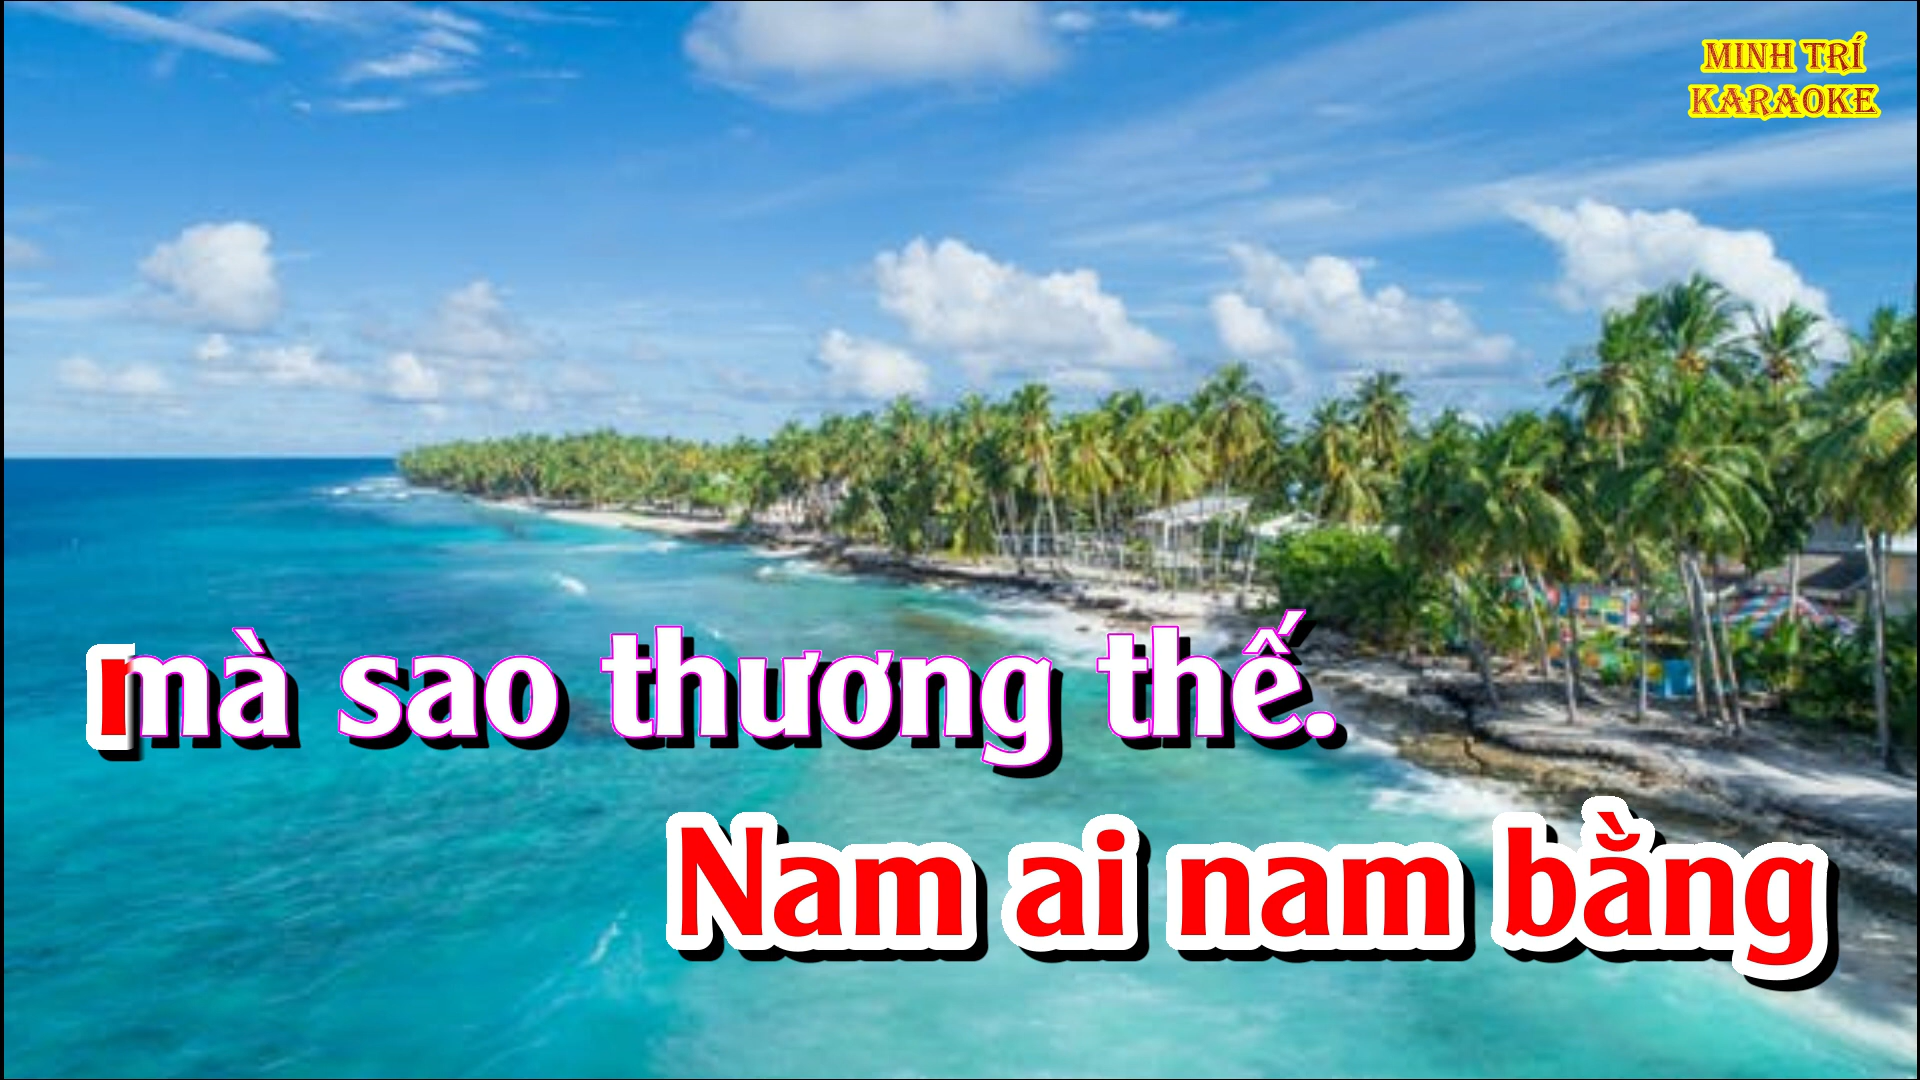 MINH TRÍ
KARAOKE
mà sao thương thế.
Nam ai nam bằng